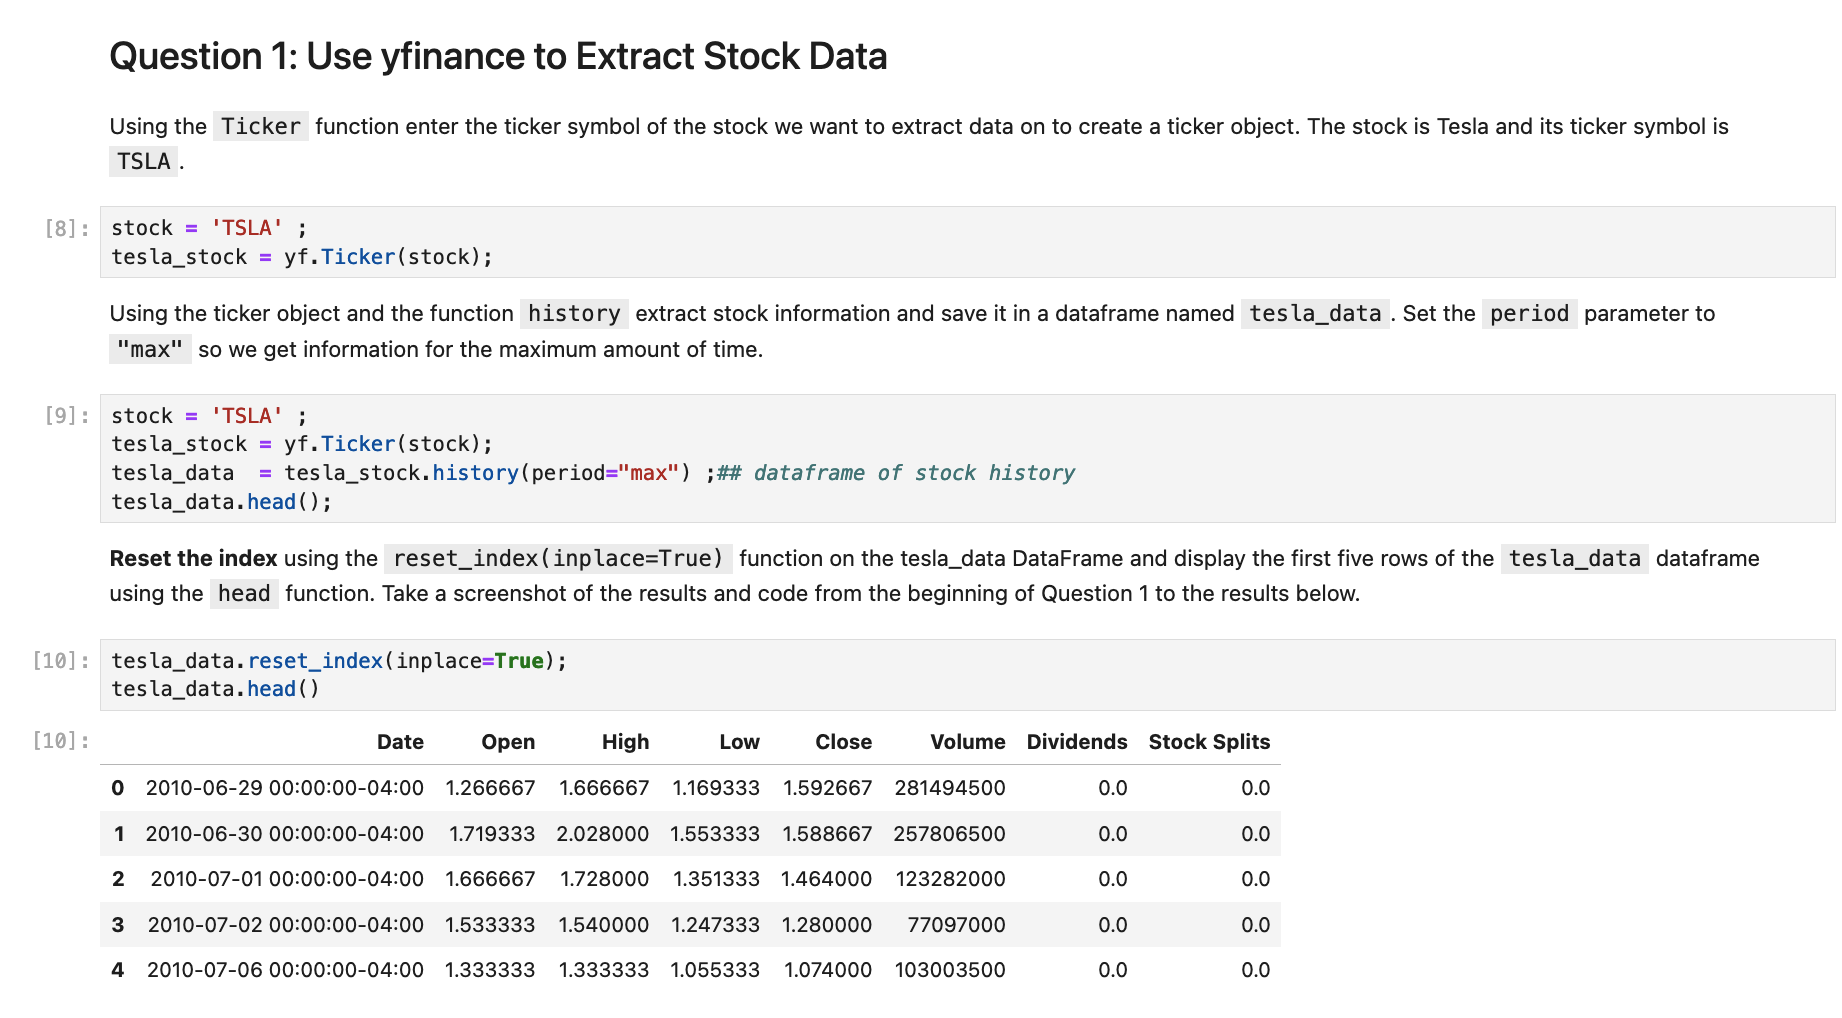 Question 1: Use yfinance to Extract Stock Data
Using the Ticker function enter the ticker symbol of the stock we want to extract data on to create a ticker object. The stock is Tesla and its ticker symbol is
TSLA .
[8]: stock = 'TSLA' ;
tesla_stock = yf.Ticker(stock);
Using the ticker object and the function history extract stock information and save it in a dataframe named tesla_data . Set the period parameter to
"max" so we get information for the maximum amount of time.
[9]: stock = 'TSLA' ;
tesla_stock = yf.Ticker(stock);
tesla_data  = tesla_stock.history(period="max") ;## dataframe of stock history
tesla_data.head();
Reset the index using the reset_index(inplace=True) function on the tesla_data DataFrame and display the first five rows of the tesla_data dataframe
using the head function. Take a screenshot of the results and code from the beginning of Question 1 to the results below.
[10]: tesla_data.reset_index(inplace=True);
tesla_data.head()
[10]: Date Open High Low Close Volume Dividends Stock Splits
0 2010-06-29 00:00:00-04:00 1.266667 1.666667 1.169333 1.592667 281494500 0.0 0.0
1 2010-06-30 00:00:00-04:00 1.719333 2.028000 1.553333 1.588667 257806500 0.0 0.0
2 2010-07-01 00:00:00-04:00 1.666667 1.728000 1.351333 1.464000 123282000 0.0 0.0
3 2010-07-02 00:00:00-04:00 1.533333 1.540000 1.247333 1.280000 77097000 0.0 0.0
4 2010-07-06 00:00:00-04:00 1.333333 1.333333 1.055333 1.074000 103003500 0.0 0.0